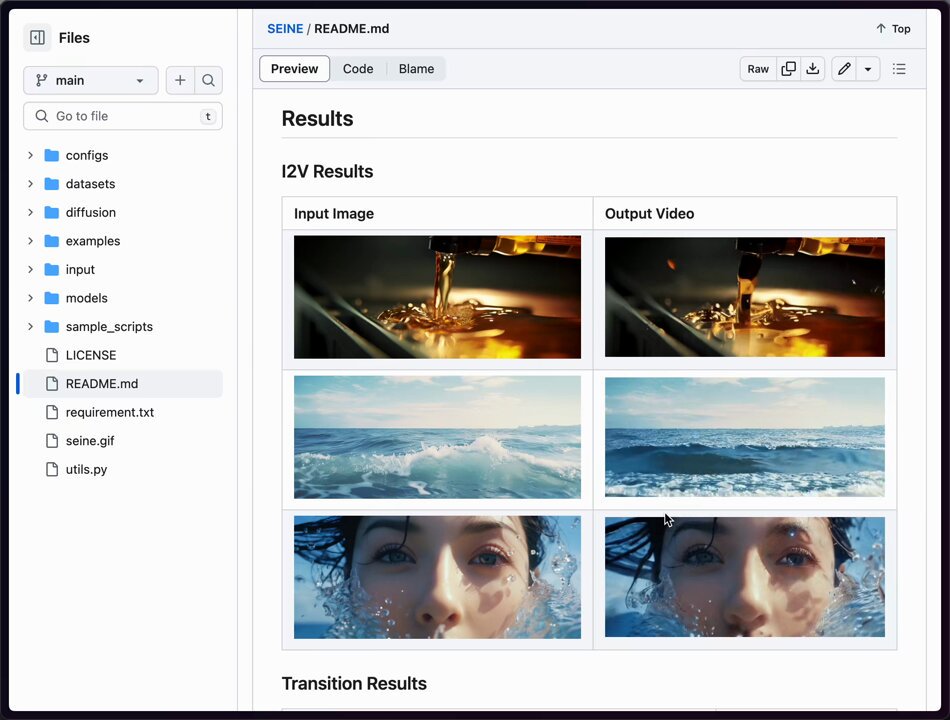 Files
main
Go to file
t
configs
datasets
diffusion
examples
input
models
sample_scripts
LICENSE
README.md
requirement.txt
seine.gif
utils.py
SEINE / README.md
Top
Preview
Code
Blame
Raw
Results
I2V Results
Input Image
Output Video
Transition Results